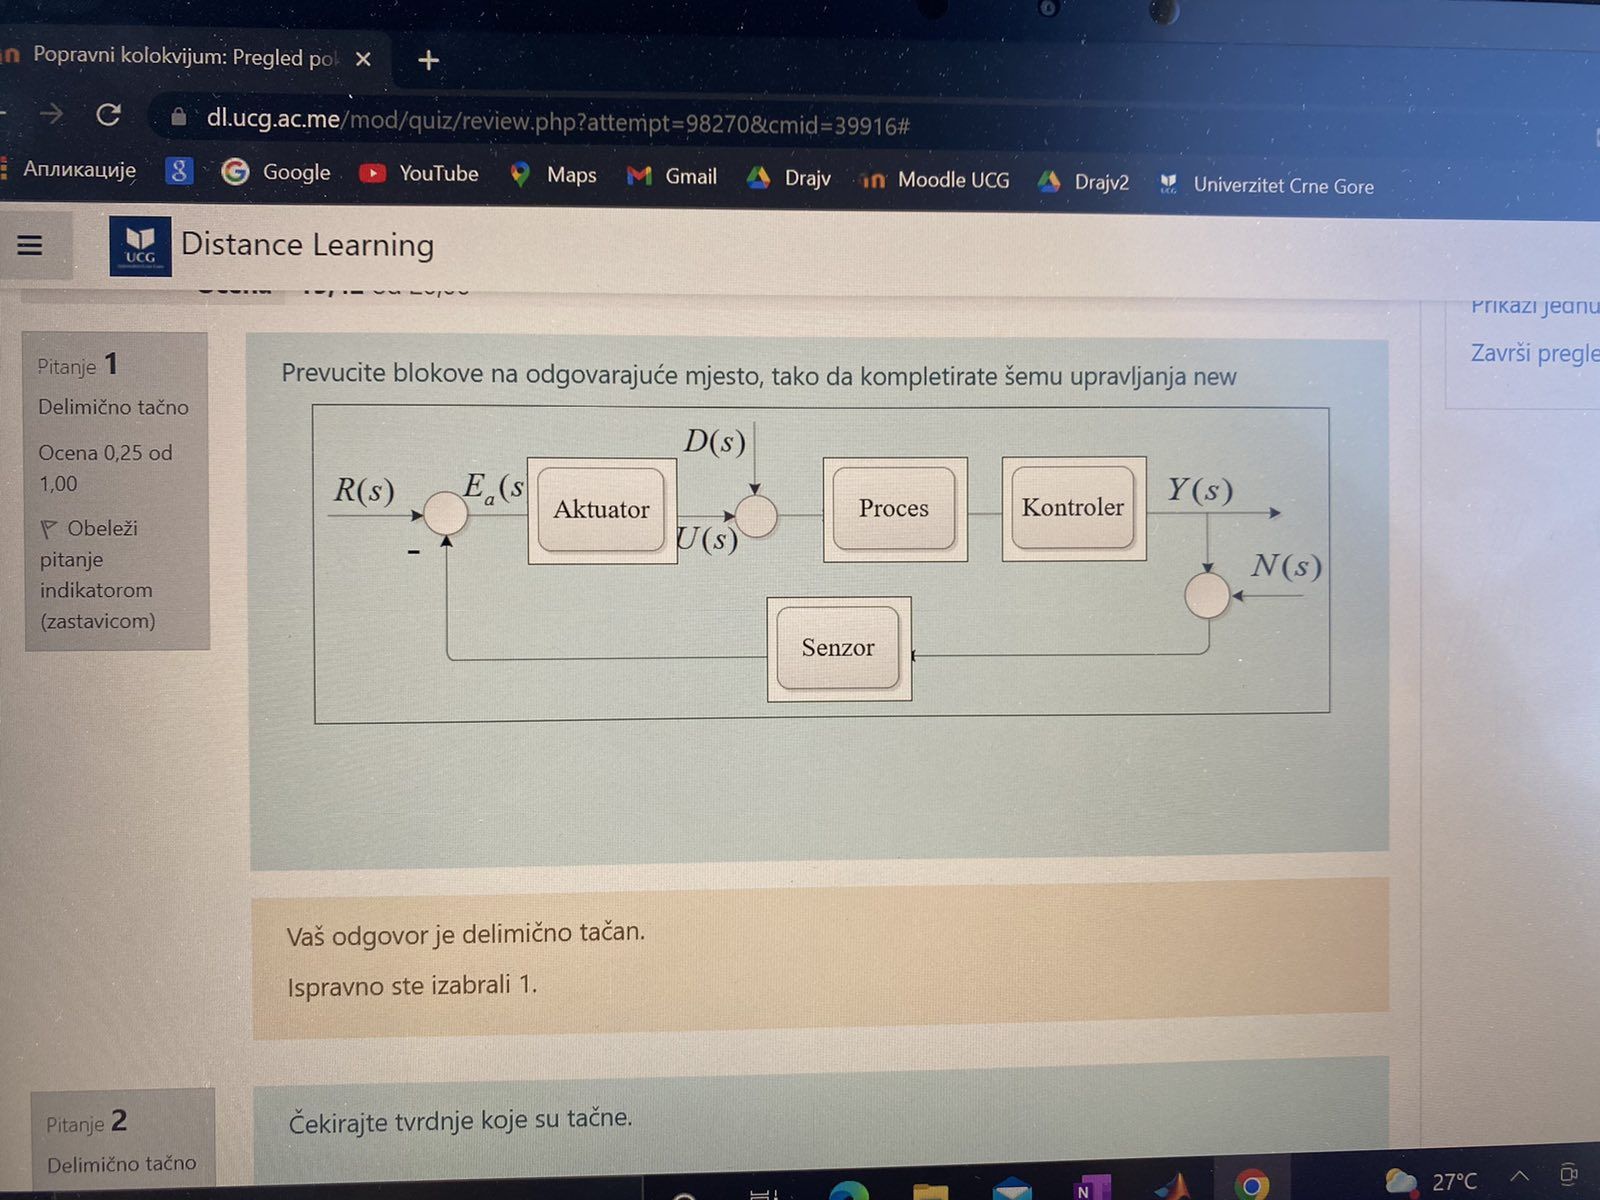 Popravni kolokvijum: Pregled po
dl.ucg.ac.me/mod/quiz/review.php?attempt=98270&cmid=39916#
Апликације Google YouTube Maps Gmail Drajv Moodle UCG Drajv2 Univerzitet Crne Gore
UCG Distance Learning
Prikaži jednu
Završi pregle
Pitanje 1
Delimično tačno
Ocena 0,25 od
1,00
Obeleži
pitanje
indikatorom
(zastavicom)
Prevucite blokove na odgovarajuće mjesto, tako da kompletirate šemu upravljanja new
D(s)
R(s) Ea(s Aktuator Proces Kontroler Y(s)
-
U(s)
N(s)
Senzor
Vaš odgovor je delimično tačan.
Ispravno ste izabrali 1.
Pitanje 2
Delimično tačno
Čekirajte tvrdnje koje su tačne.
27°C